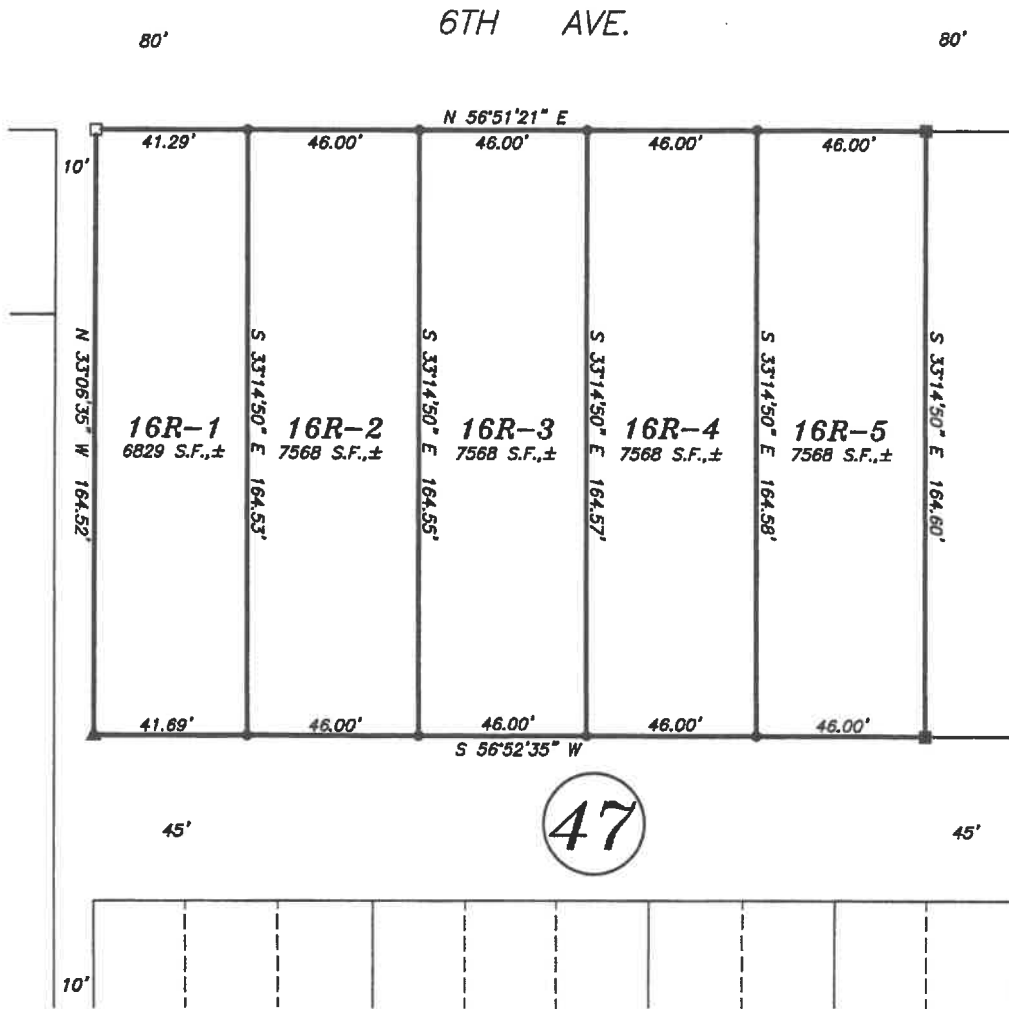 6TH AVE.
80'
80'
N 56°51'21" E
41.29'
46.00'
46.00'
46.00'
46.00'
10'
N 33°06'35" W 164.52'
S 33°14'50" E 164.53'
S 33°14'50" E 164.55'
S 33°14'50" E 164.57'
S 33°14'50" E 164.58'
S 33°14'50" E 164.60'
16R-1
6829 S.F.,±
16R-2
7568 S.F.,±
16R-3
7568 S.F.,±
16R-4
7568 S.F.,±
16R-5
7568 S.F.,±
41.69'
46.00'
46.00'
46.00'
46.00'
S 56°52'35" W
47
45'
45'
10'